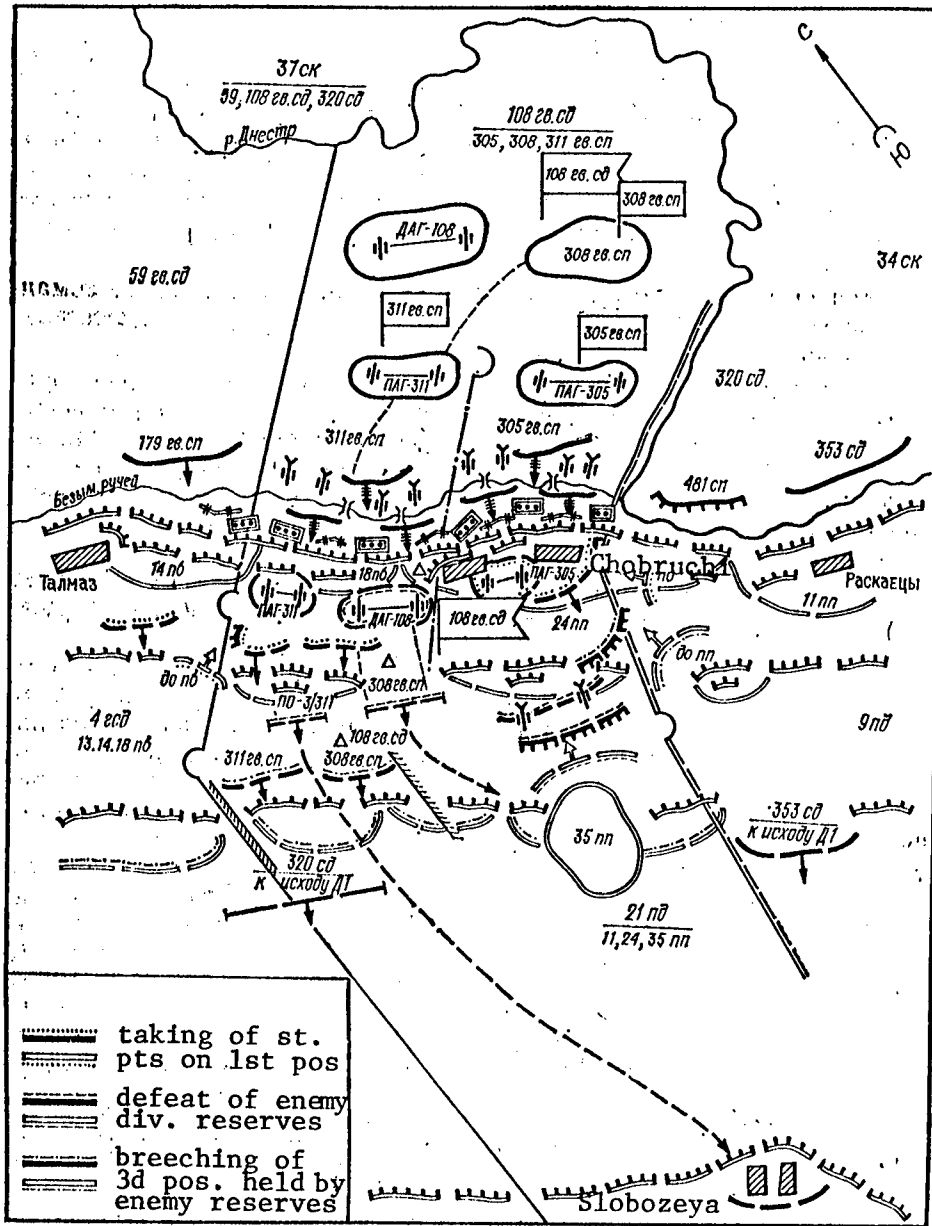 37 ск
59, 108 гв.сд, 320 сд
р. Днестр
108 гв.сд
305, 308, 311 гв.сп
108 гв. сд
308 гв.сп
С
Ю
ДАГ-108
308 гв.сп
59 гв.сд
34 ск
311 гв.сп
305 гв.сп
ПАГ-311
ПАГ-305
320 сд
179 гв.сп
311 гв.сп
305 гв.сп
353 сд
481 сп
Безым. ручей
Талмаз
14 пб
18 пб
ПАГ-305
Chobruchi
Раскаецы
11 пп
ПАГ-311
ДАГ-108
108 гв.сд
24 пп
до пб
до пп
308 гв.сп
ПО-3/311
4 гсд
13.14.18 пб
9 пд
108 гв.сд
311 гв.сп
308 гв.сп
35 пп
353 сд
к исходу Д1
320 сд
к исходу Д1
21 пд
11, 24, 35 пп
taking of st.
pts on 1st pos
defeat of enemy
div. reserves
breeching of
3d pos. held by
enemy reserves
Slobozeya